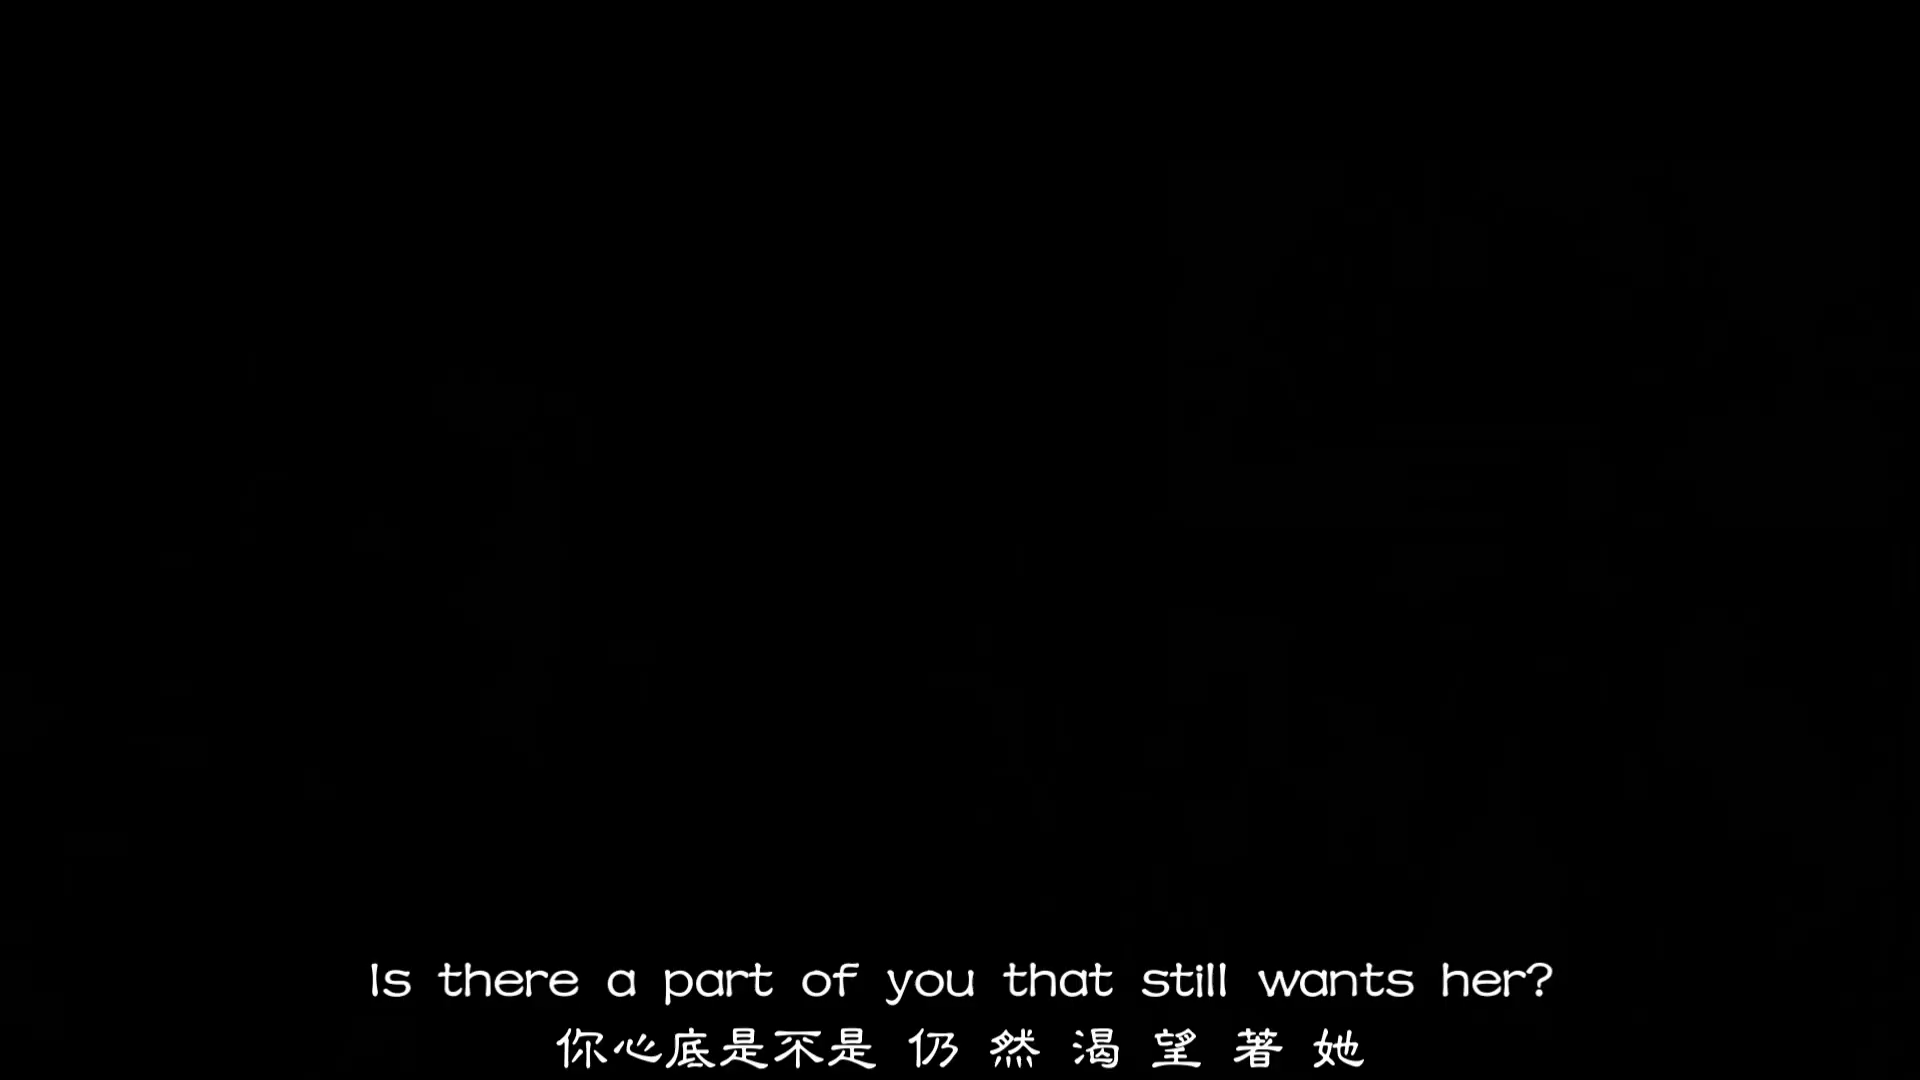 Is there a part of you that still wants her?
你心底是不是 仍 然 渴 望 著 她